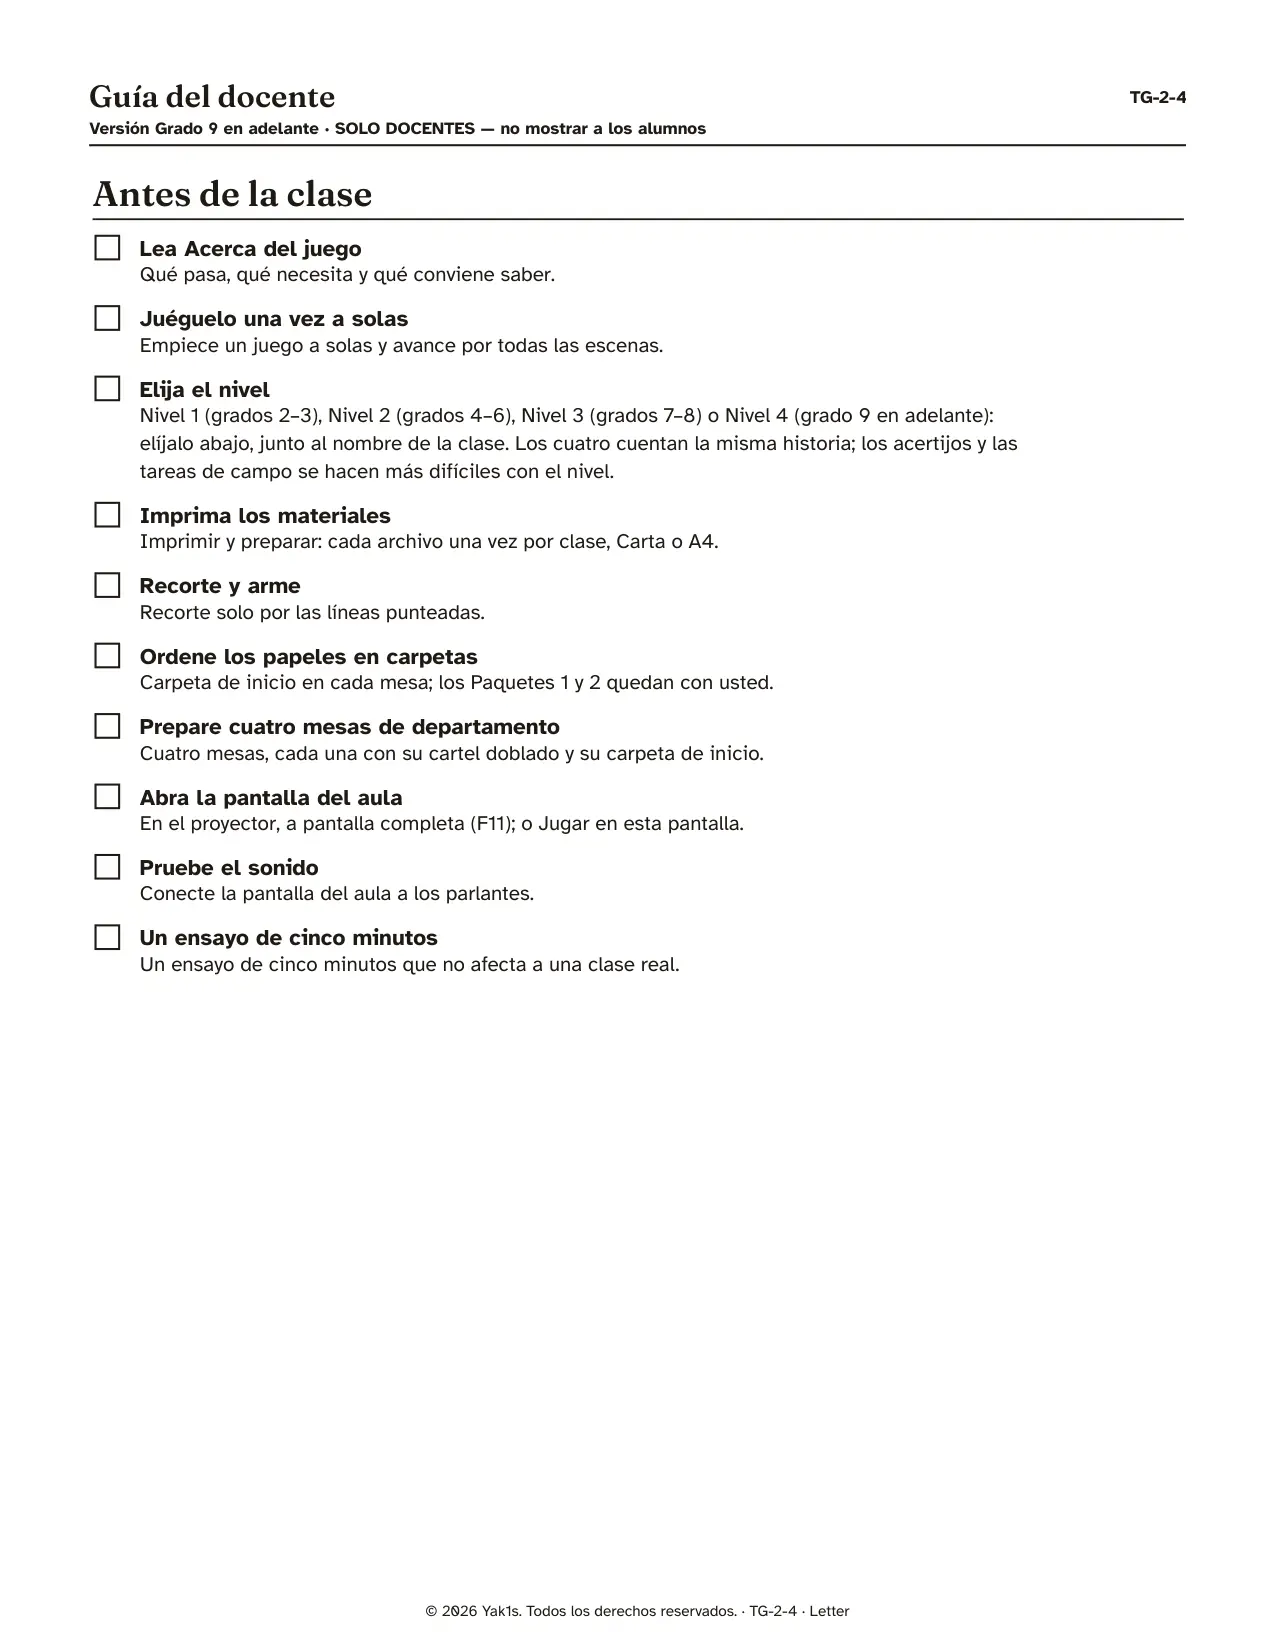 Guía del docente
TG-2-4
Versión Grado 9 en adelante · SOLO DOCENTES — no mostrar a los alumnos
Antes de la clase
Lea Acerca del juego
Qué pasa, qué necesita y qué conviene saber.
Juéguelo una vez a solas
Empiece un juego a solas y avance por todas las escenas.
Elija el nivel
Nivel 1 (grados 2–3), Nivel 2 (grados 4–6), Nivel 3 (grados 7–8) o Nivel 4 (grado 9 en adelante):
elíjalo abajo, junto al nombre de la clase. Los cuatro cuentan la misma historia; los acertijos y las
tareas de campo se hacen más difíciles con el nivel.
Imprima los materiales
Imprimir y preparar: cada archivo una vez por clase, Carta o A4.
Recorte y arme
Recorte solo por las líneas punteadas.
Ordene los papeles en carpetas
Carpeta de inicio en cada mesa; los Paquetes 1 y 2 quedan con usted.
Prepare cuatro mesas de departamento
Cuatro mesas, cada una con su cartel doblado y su carpeta de inicio.
Abra la pantalla del aula
En el proyector, a pantalla completa (F11); o Jugar en esta pantalla.
Pruebe el sonido
Conecte la pantalla del aula a los parlantes.
Un ensayo de cinco minutos
Un ensayo de cinco minutos que no afecta a una clase real.
© 2026 Yak1s. Todos los derechos reservados. · TG-2-4 · Letter